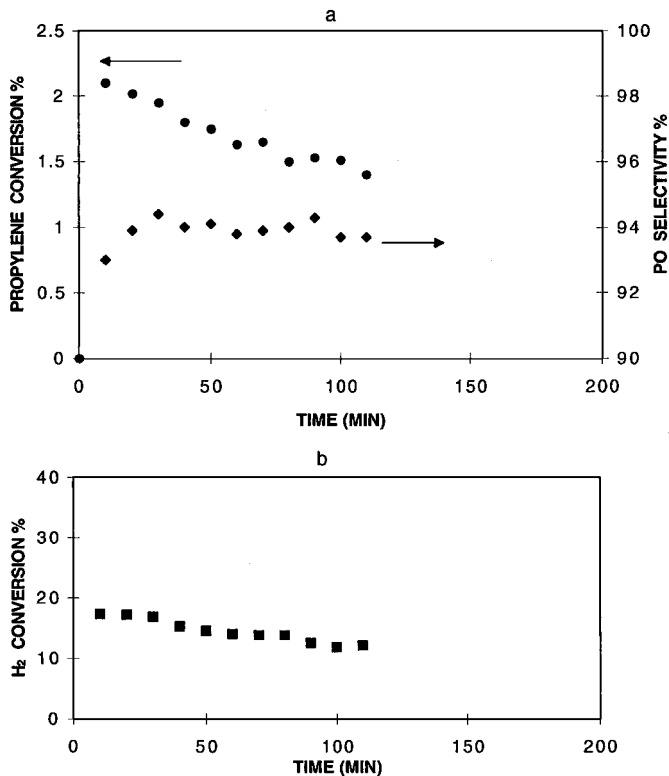 a
PROPYLENE CONVERSION %
2.5
2
1.5
1
0.5
0
PO SELECTIVITY %
100
98
96
94
92
90
0 50 100 150 200
TIME (MIN)
b
H₂ CONVERSION %
40
30
20
10
0
0 50 100 150 200
TIME (MIN)